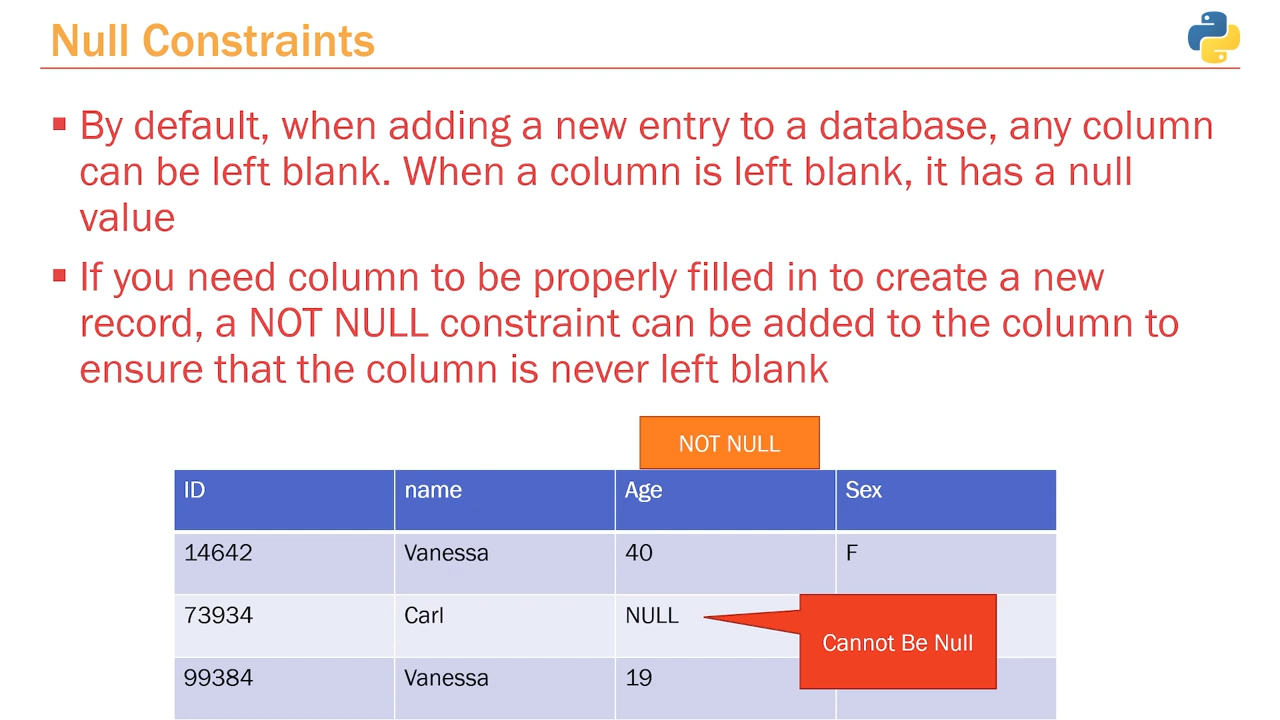 Null Constraints
▪ By default, when adding a new entry to a database, any column
can be left blank. When a column is left blank, it has a null
value
▪ If you need column to be properly filled in to create a new
record, a NOT NULL constraint can be added to the column to
ensure that the column is never left blank
NOT NULL
ID name Age Sex
14642 Vanessa 40 F
73934 Carl NULL
Cannot Be Null
99384 Vanessa 19